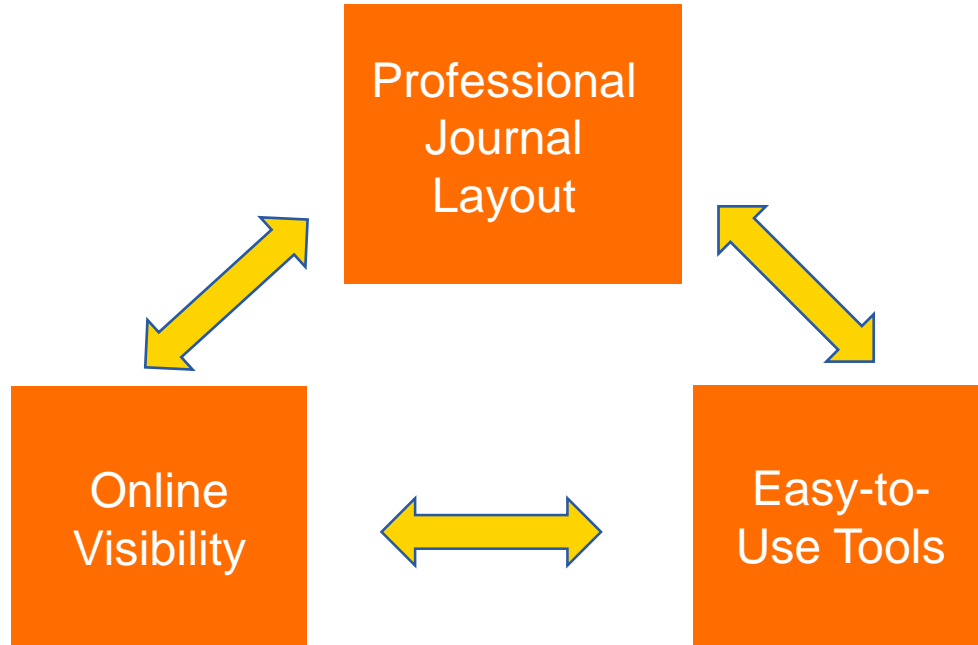 Professional
Journal
Layout
Online
Visibility
Easy-to-
Use Tools